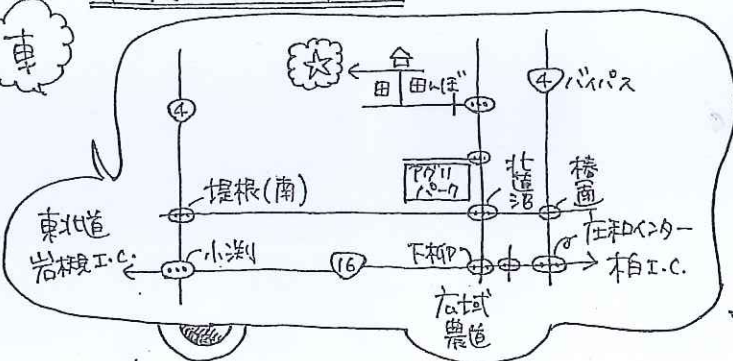 車
4
☆
田 田んぼ
4 バイパス
アグリ
パーク
北道沼
椿南
堤根(南)
東北道
岩槻I.C.
小渕
16
下柳
庄和インター
柏I.C.
広域
農道